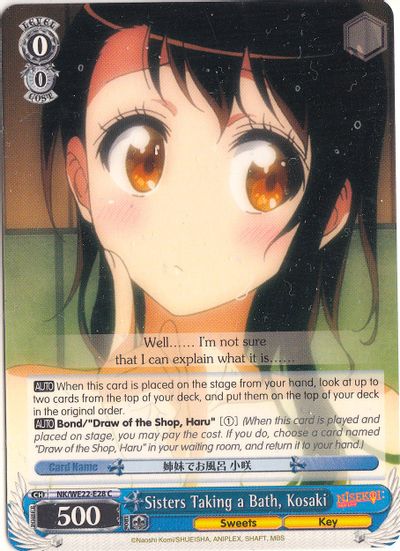 LEVEL
0
0
COST
Well...... I'm not sure
that I can explain what it is......
AUTO When this card is placed on the stage from your hand, look at up
to two cards from the top of your deck, and put them on the top of your deck
in the original order.
AUTO Bond/"Draw of the Shop, Haru" [①] (When this card is played and
placed on stage, you may pay the cost. If you do, choose a card named
"Draw of the Shop, Haru" in your waiting room, and return it to your hand.)
Card Name 姉妹でお風呂 小咲
CH NK/WE22-E28 C
POWER 500
Sisters Taking a Bath, Kosaki
NISEKOI:
Sweets Key
©Naoshi Komi/SHUEISHA, ANIPLEX, SHAFT, MBS